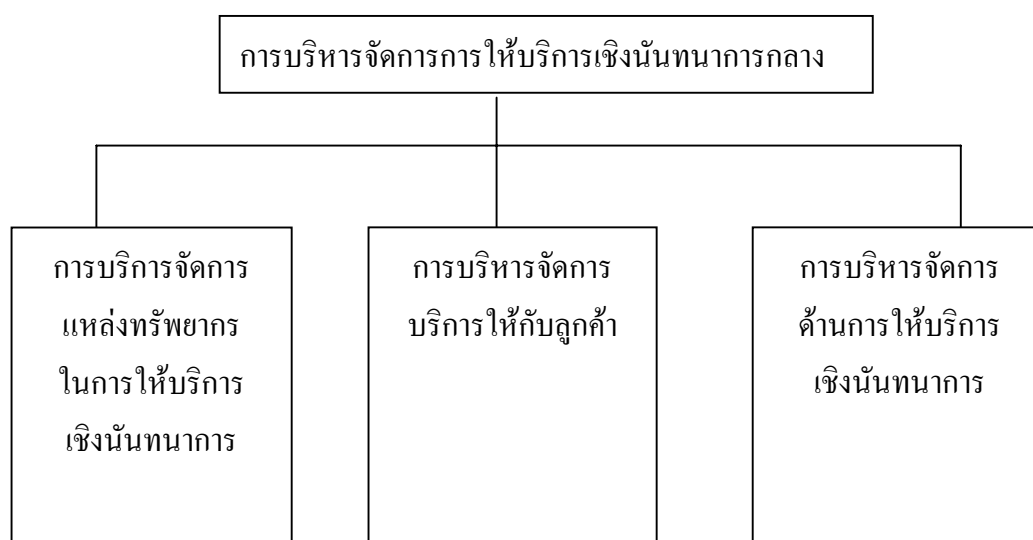 การบริหารจัดการการให้บริการเชิงนันทนาการกลาง
การบริการจัดการ
แหล่งทรัพยากร
ในการให้บริการ
เชิงนันทนาการ
การบริหารจัดการ
บริการให้กับลูกค้า
การบริหารจัดการ
ด้านการให้บริการ
เชิงนันทนาการ